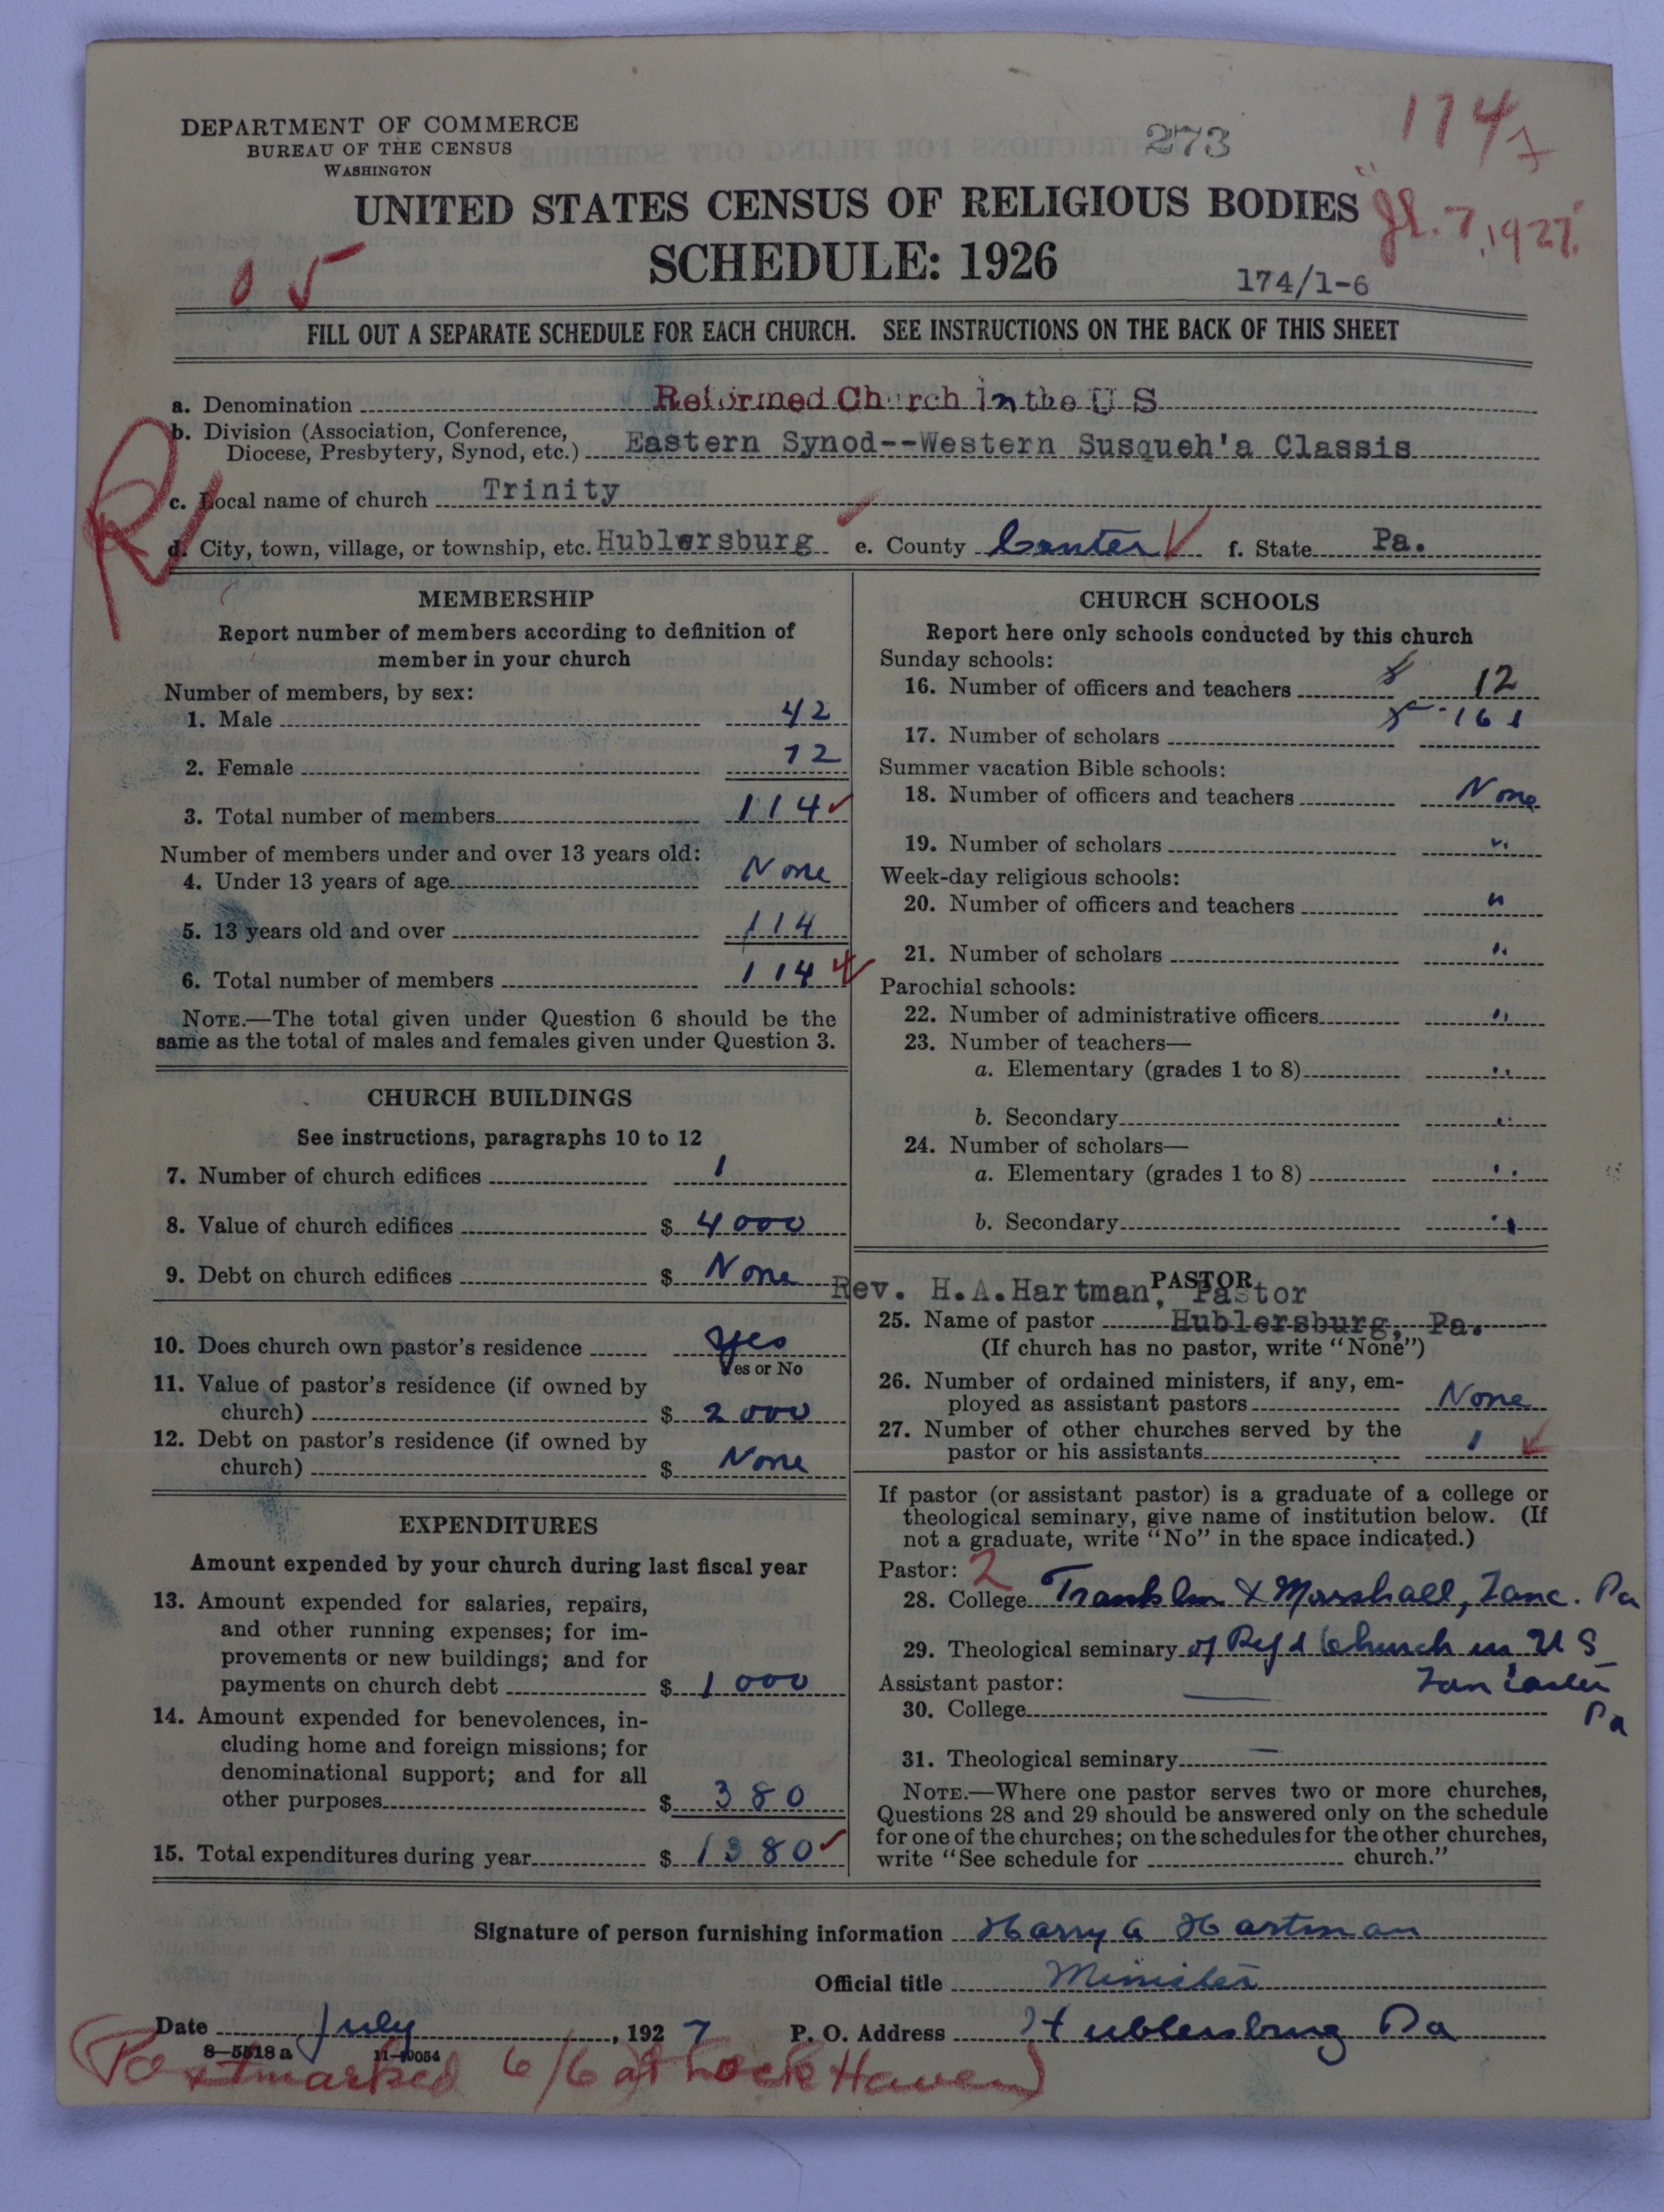 DEPARTMENT OF COMMERCE
BUREAU OF THE CENSUS
WASHINGTON
273
174/7
UNITED STATES CENSUS OF RELIGIOUS BODIES
Jl. 7, 1927.
SCHEDULE: 1926
05
174/1-6
FILL OUT A SEPARATE SCHEDULE FOR EACH CHURCH. SEE INSTRUCTIONS ON THE BACK OF THIS SHEET
a. Denomination Reformed Church in the U S
b. Division (Association, Conference, Diocese, Presbytery, Synod, etc.) Eastern Synod--Western Susqueh'a Classis
c. Local name of church Trinity
d. City, town, village, or township, etc. Hublersburg e. County Center f. State Pa.
MEMBERSHIP
Report number of members according to definition of
member in your church
Number of members, by sex:
1. Male 42
2. Female 72
3. Total number of members 114
Number of members under and over 13 years old:
4. Under 13 years of age None
5. 13 years old and over 114
6. Total number of members 114
NOTE.—The total given under Question 6 should be the
same as the total of males and females given under Question 3.
CHURCH BUILDINGS
See instructions, paragraphs 10 to 12
7. Number of church edifices 1
8. Value of church edifices $ 4000
9. Debt on church edifices $ None
10. Does church own pastor's residence yes
Yes or No
11. Value of pastor's residence (if owned by
church) $ 2000
12. Debt on pastor's residence (if owned by
church) $ None
EXPENDITURES
Amount expended by your church during last fiscal year
13. Amount expended for salaries, repairs,
and other running expenses; for im-
provements or new buildings; and for
payments on church debt $ 1000
14. Amount expended for benevolences, in-
cluding home and foreign missions; for
denominational support; and for all
other purposes $ 380
15. Total expenditures during year $ 1380
CHURCH SCHOOLS
Report here only schools conducted by this church
Sunday schools:
16. Number of officers and teachers 12
17. Number of scholars 161
Summer vacation Bible schools:
18. Number of officers and teachers None
19. Number of scholars "
Week-day religious schools:
20. Number of officers and teachers "
21. Number of scholars "
Parochial schools:
22. Number of administrative officers "
23. Number of teachers—
a. Elementary (grades 1 to 8) "
b. Secondary "
24. Number of scholars—
a. Elementary (grades 1 to 8) "
b. Secondary "
PASTOR
Rev. H.A.Hartman, Pastor
25. Name of pastor Hublersburg, Pa.
(If church has no pastor, write "None")
26. Number of ordained ministers, if any, em-
ployed as assistant pastors None
27. Number of other churches served by the
pastor or his assistants 1
If pastor (or assistant pastor) is a graduate of a college or
theological seminary, give name of institution below. (If
not a graduate, write "No" in the space indicated.)
Pastor: 2
28. College Franklin & Marshall, Lanc. Pa
29. Theological seminary of Ref'd Church in U S
Assistant pastor: Lancaster
30. College Pa
31. Theological seminary
NOTE.—Where one pastor serves two or more churches,
Questions 28 and 29 should be answered only on the schedule
for one of the churches; on the schedules for the other churches,
write "See schedule for church."
Signature of person furnishing information Harry A Hartman
Official title Minister
Date July, 1927 P. O. Address Hublersburg Pa
8—5518a 11—10054
(Postmarked 6/6 at Lock Haven)